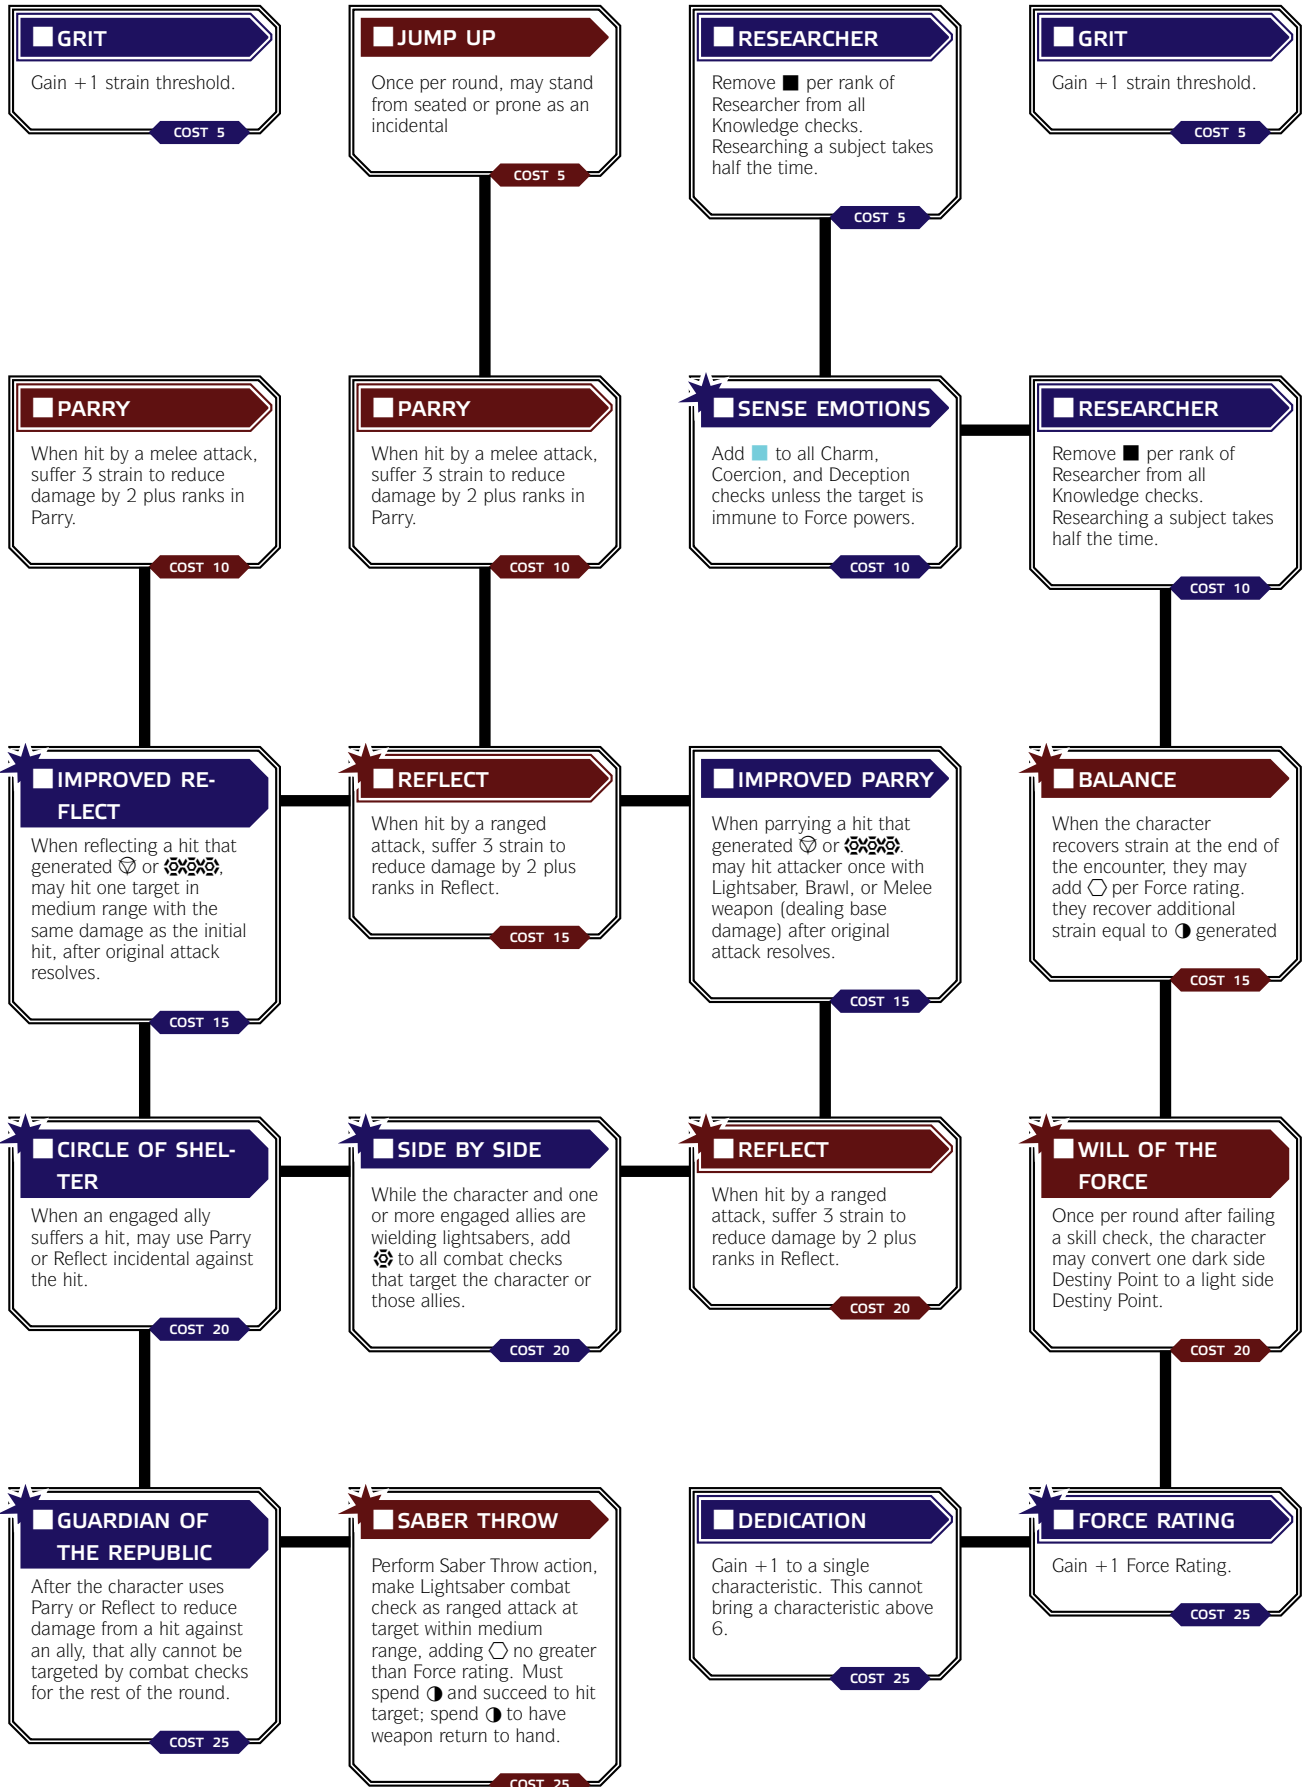 GRIT
Gain +1 strain threshold.
COST 5
JUMP UP
Once per round, may stand
from seated or prone as an
incidental
COST 5
RESEARCHER
Remove ■ per rank of
Researcher from all
Knowledge checks.
Researching a subject takes
half the time.
COST 5
GRIT
Gain +1 strain threshold.
COST 5
PARRY
When hit by a melee attack,
suffer 3 strain to reduce
damage by 2 plus ranks in
Parry.
COST 10
PARRY
When hit by a melee attack,
suffer 3 strain to reduce
damage by 2 plus ranks in
Parry.
COST 10
SENSE EMOTIONS
Add ■ to all Charm,
Coercion, and Deception
checks unless the target is
immune to Force powers.
COST 10
RESEARCHER
Remove ■ per rank of
Researcher from all
Knowledge checks.
Researching a subject takes
half the time.
COST 10
IMPROVED RE-
FLECT
When reflecting a hit that
generated or ,
may hit one target in
medium range with the
same damage as the initial
hit, after original attack
resolves.
COST 15
REFLECT
When hit by a ranged
attack, suffer 3 strain to
reduce damage by 2 plus
ranks in Reflect.
COST 15
IMPROVED PARRY
When parrying a hit that
generated or .
may hit attacker once with
Lightsaber, Brawl, or Melee
weapon (dealing base
damage) after original
attack resolves.
COST 15
BALANCE
When the character
recovers strain at the end of
the encounter, they may
add ⬡ per Force rating.
they recover additional
strain equal to ◑ generated
COST 15
CIRCLE OF SHEL-
TER
When an engaged ally
suffers a hit, may use Parry
or Reflect incidental against
the hit.
COST 20
SIDE BY SIDE
While the character and one
or more engaged allies are
wielding lightsabers, add
to all combat checks
that target the character or
those allies.
COST 20
REFLECT
When hit by a ranged
attack, suffer 3 strain to
reduce damage by 2 plus
ranks in Reflect.
COST 20
WILL OF THE
FORCE
Once per round after failing
a skill check, the character
may convert one dark side
Destiny Point to a light side
Destiny Point.
COST 20
GUARDIAN OF
THE REPUBLIC
After the character uses
Parry or Reflect to reduce
damage from a hit against
an ally, that ally cannot be
targeted by combat checks
for the rest of the round.
COST 25
SABER THROW
Perform Saber Throw action,
make Lightsaber combat
check as ranged attack at
target within medium
range, adding ⬡ no greater
than Force rating. Must
spend ◑ and succeed to hit
target; spend ◑ to have
weapon return to hand.
COST 25
DEDICATION
Gain +1 to a single
characteristic. This cannot
bring a characteristic above
6.
COST 25
FORCE RATING
Gain +1 Force Rating.
COST 25